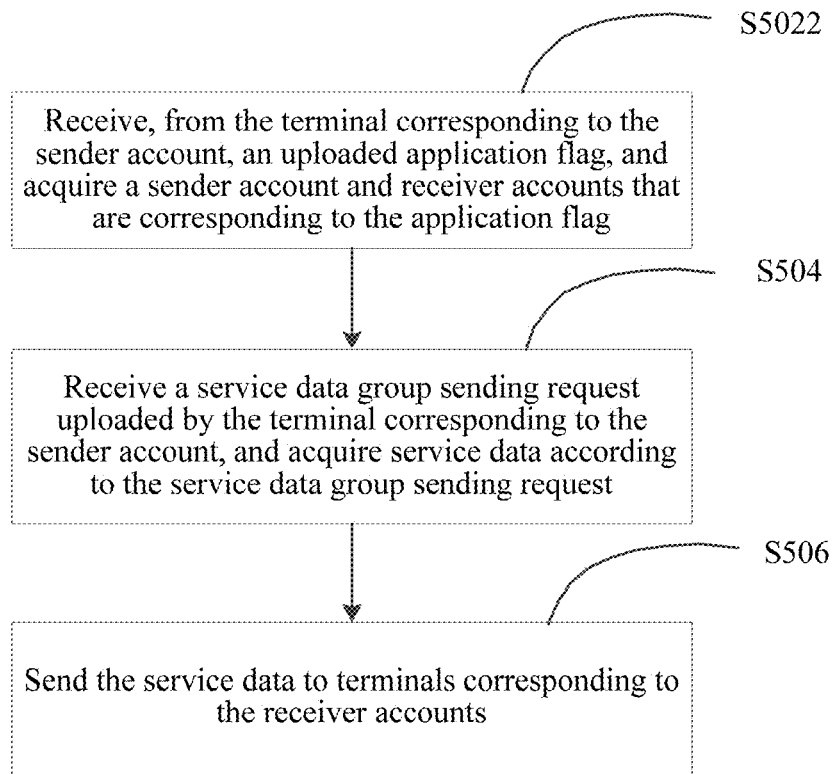 S5022
Receive, from the terminal corresponding to the
sender account, an uploaded application flag, and
acquire a sender account and receiver accounts that
are corresponding to the application flag
S504
Receive a service data group sending request
uploaded by the terminal corresponding to the
sender account, and acquire service data according
to the service data group sending request
S506
Send the service data to terminals corresponding to
the receiver accounts